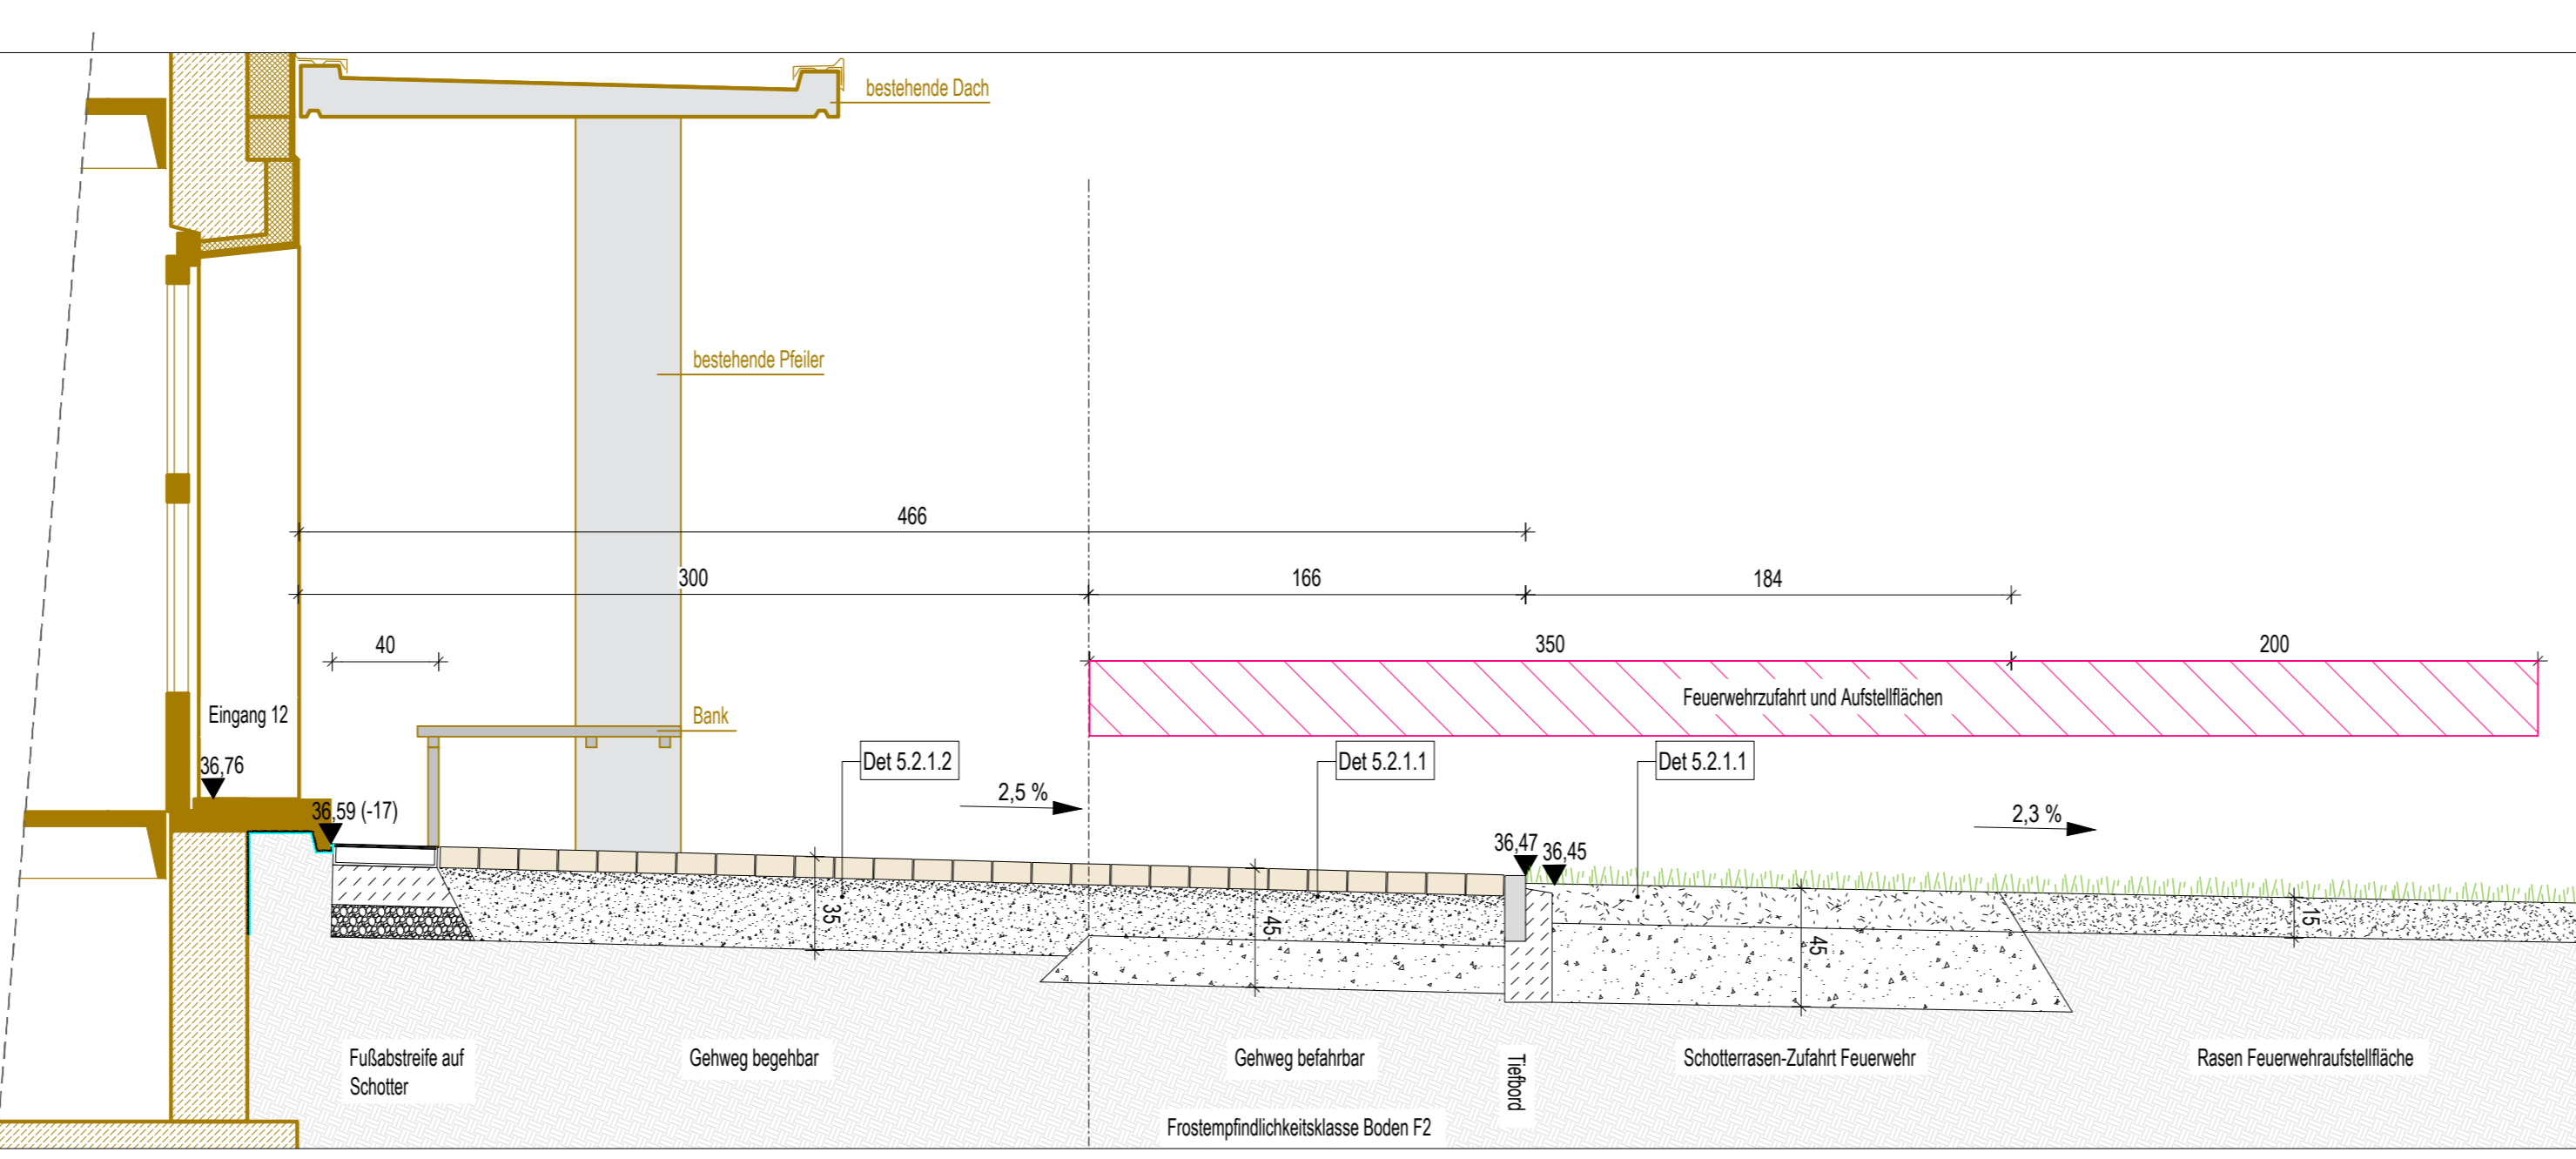 bestehende Dach
bestehende Pfeiler
466
300
166
184
40
350
200
Feuerwehrzufahrt und Aufstellflächen
Eingang 12
Bank
36,76
Det 5.2.1.2
Det 5.2.1.1
Det 5.2.1.1
2,5 %
36,59 (-17)
2,3 %
36,47
36,45
35
45
45
15
Fußabstreife auf
Schotter
Gehweg begehbar
Gehweg befahrbar
Tiefbord
Schotterrasen-Zufahrt Feuerwehr
Rasen Feuerwehraufstellfläche
Frostempfindlichkeitsklasse Boden F2